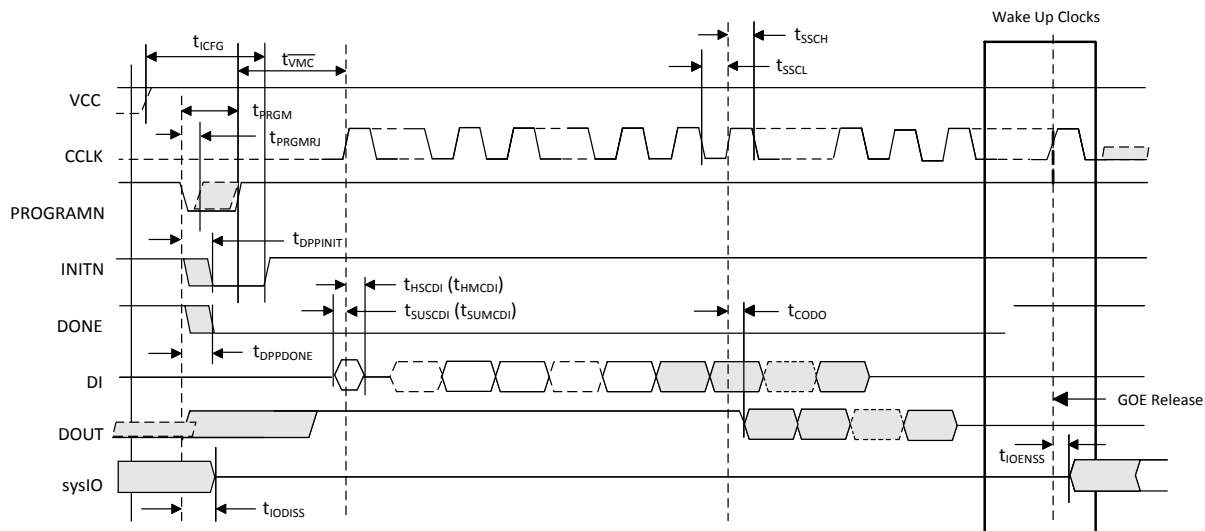 Wake Up Clocks
tICFG
tVMC
tSSCH
tSSCL
VCC
tPRGM
tPRGMRJ
CCLK
PROGRAMN
tDPPINIT
INITN
tHSCDI (tHMCDI)
tSUSCDI (tSUMCDI)
tCODO
DONE
tDPPDONE
DI
GOE Release
DOUT
tIOENSS
sysIO
tIODISS